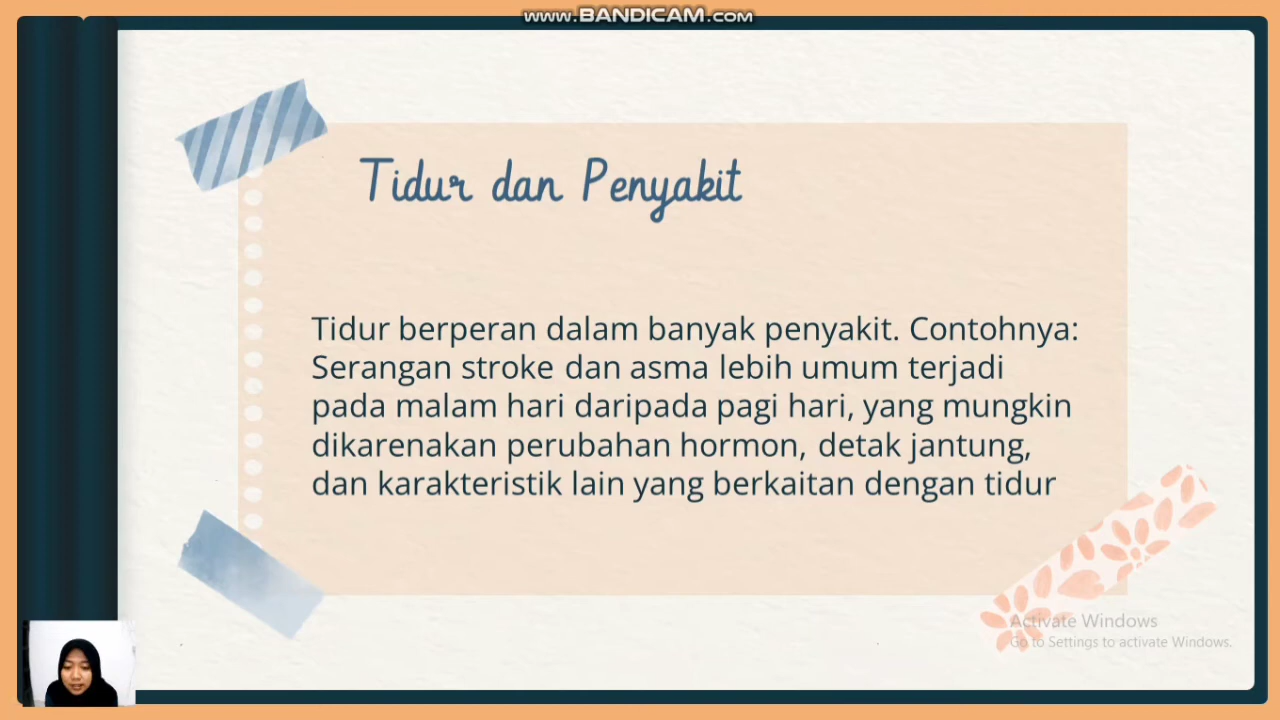 www.BANDICAM.com
Tidur dan Penyakit
Tidur berperan dalam banyak penyakit. Contohnya:
Serangan stroke dan asma lebih umum terjadi
pada malam hari daripada pagi hari, yang mungkin
dikarenakan perubahan hormon, detak jantung,
dan karakteristik lain yang berkaitan dengan tidur
Activate Windows
Go to Settings to activate Windows.